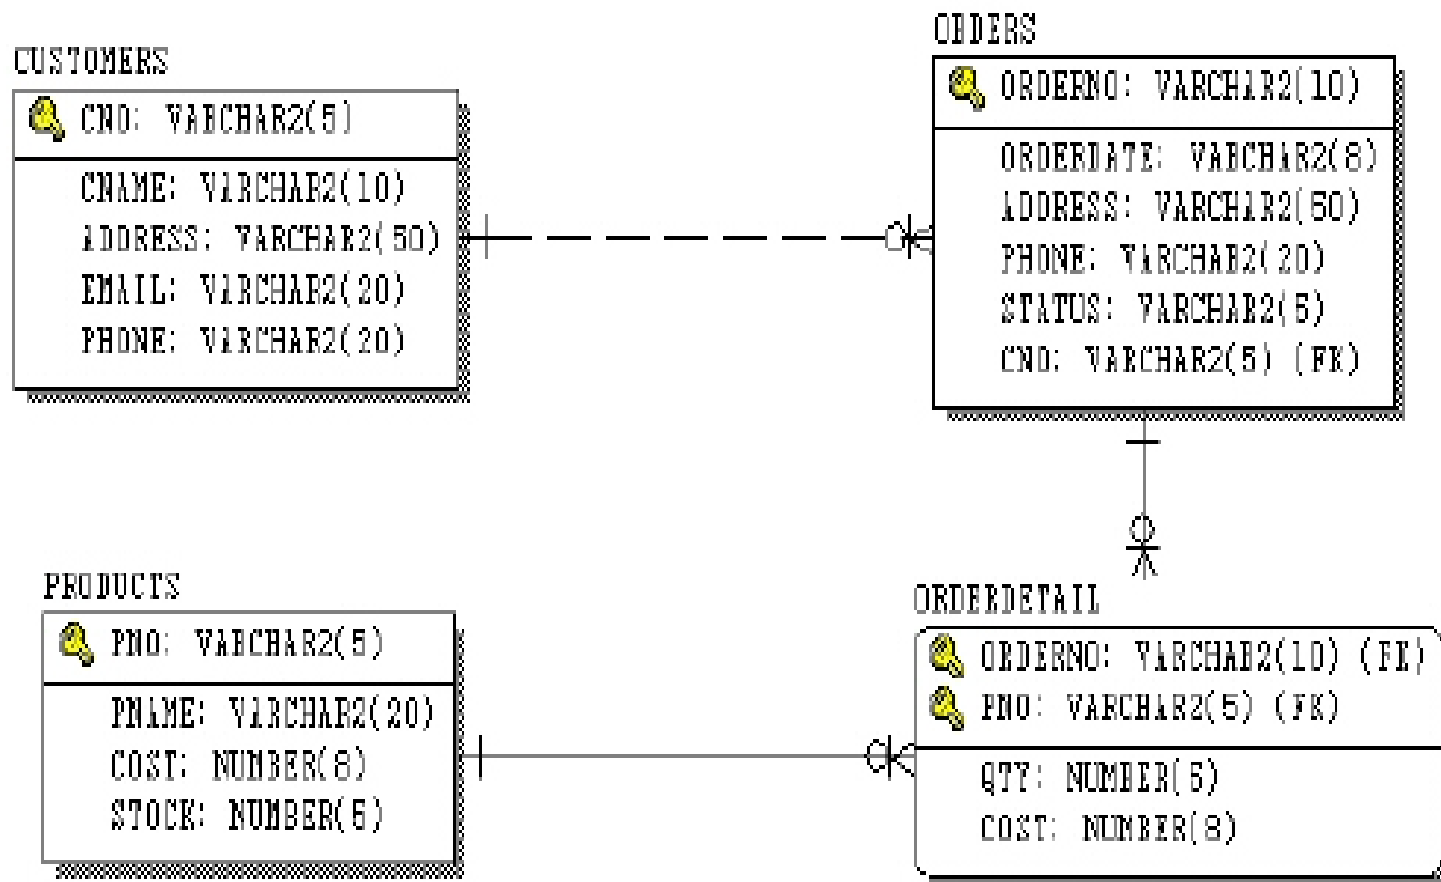 CUSTOMERS
CNO: VARCHAR2(5)
CNAME: VARCHAR2(10)
ADDRESS: VARCHAR2(50)
EMAIL: VARCHAR2(20)
PHONE: VARCHAR2(20)
ORDERS
ORDERNO: VARCHAR2(10)
ORDERDATE: VARCHAR2(8)
ADDRESS: VARCHAR2(50)
PHONE: VARCHAR2(20)
STATUS: VARCHAR2(5)
CNO: VARCHAR2(5) (FK)
PRODUCTS
PNO: VARCHAR2(5)
PNAME: VARCHAR2(20)
COST: NUMBER(8)
STOCK: NUMBER(5)
ORDERDETAIL
ORDERNO: VARCHAR2(10) (FK)
PNO: VARCHAR2(5) (FK)
QTY: NUMBER(5)
COST: NUMBER(8)